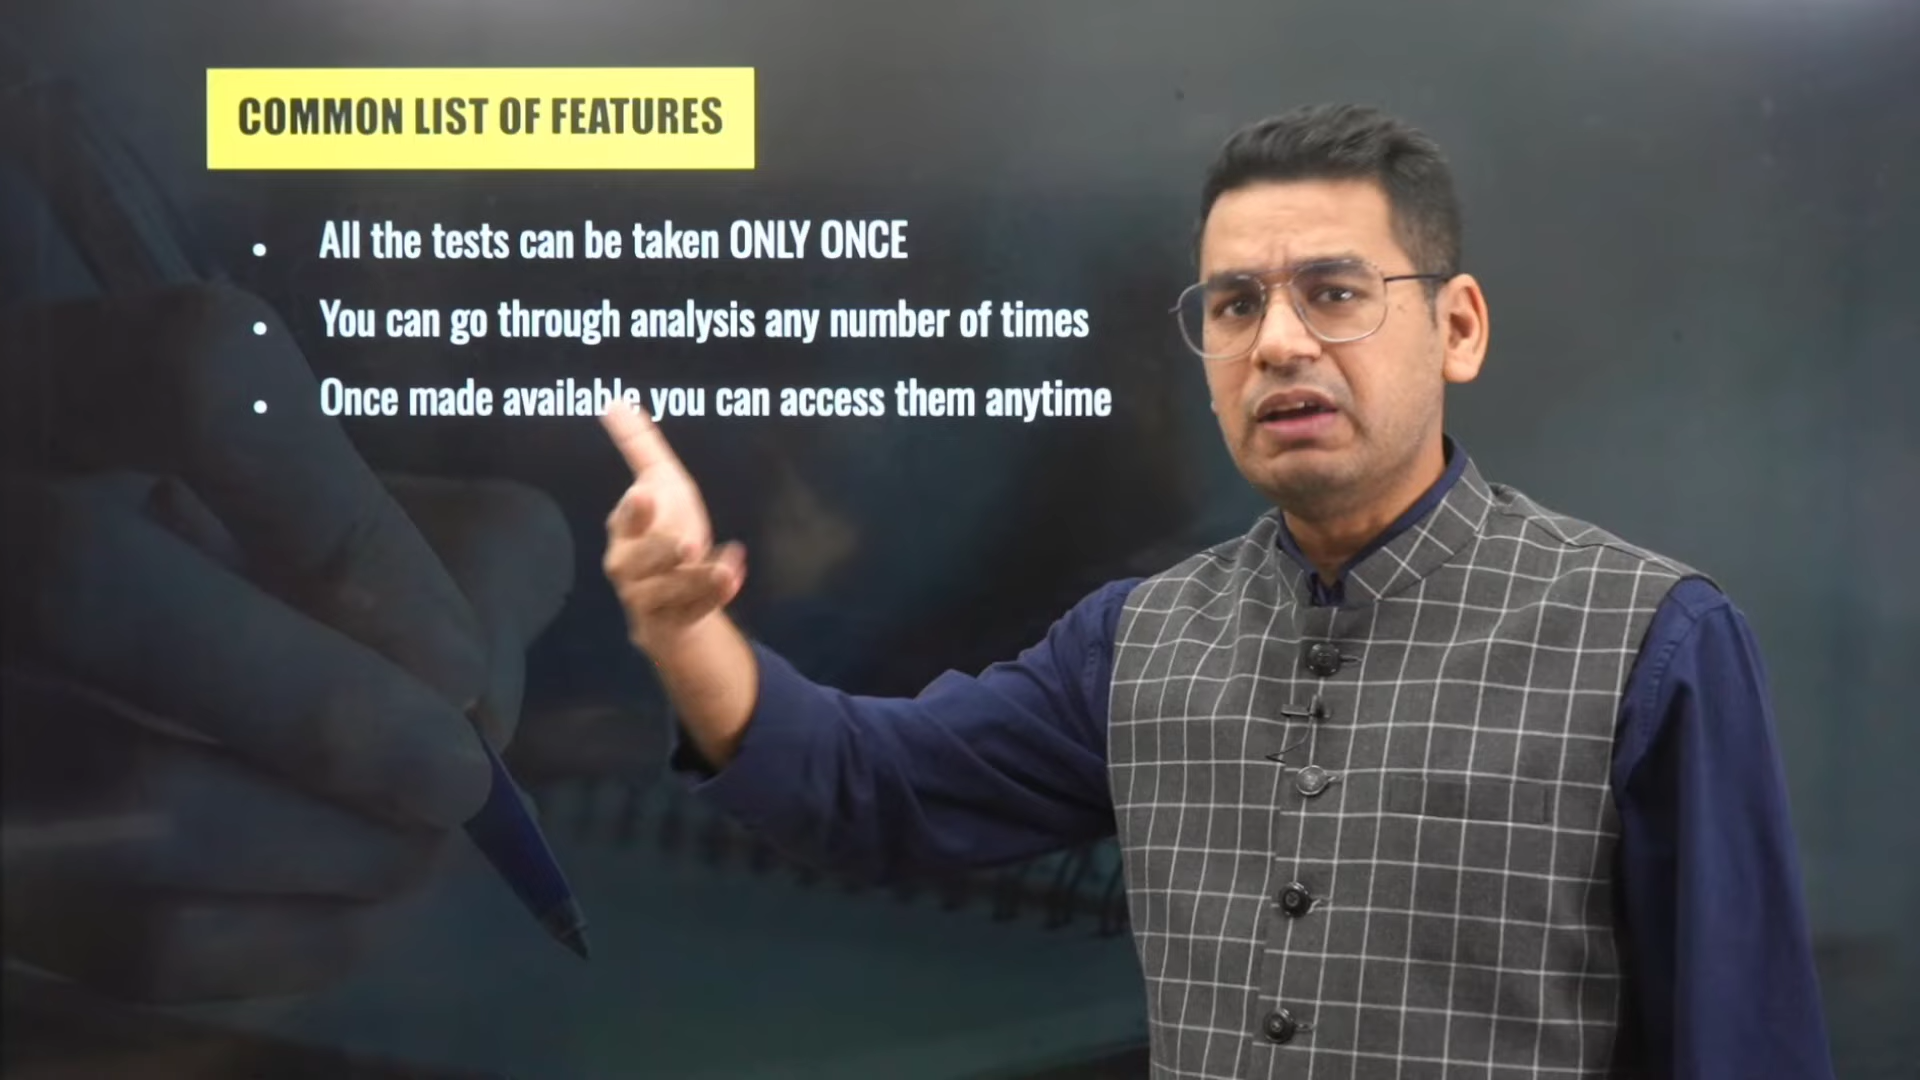 COMMON LIST OF FEATURES
All the tests can be taken ONLY ONCE
You can go through analysis any number of times
Once made available you can access them anytime